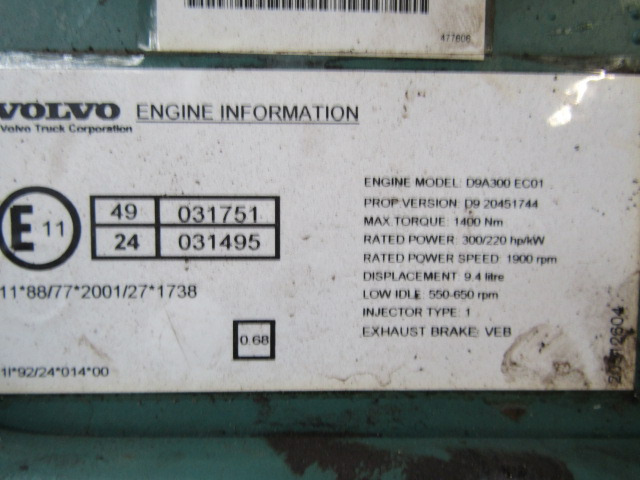 477606
VOLVO ENGINE INFORMATION
Volvo Truck Corporation
E 11
49 031751
24 031495
11*88/77*2001/27*1738
0.68
1I*92/24*014*00
ENGINE MODEL: D9A300 EC01
PROP VERSION: D9 20451744
MAX TORQUE: 1400 Nm
RATED POWER: 300/220 hp/kW
RATED POWER SPEED: 1900 rpm
DISPLACEMENT: 9.4 litre
LOW IDLE: 550-650 rpm
INJECTOR TYPE: 1
EXHAUST BRAKE: VEB